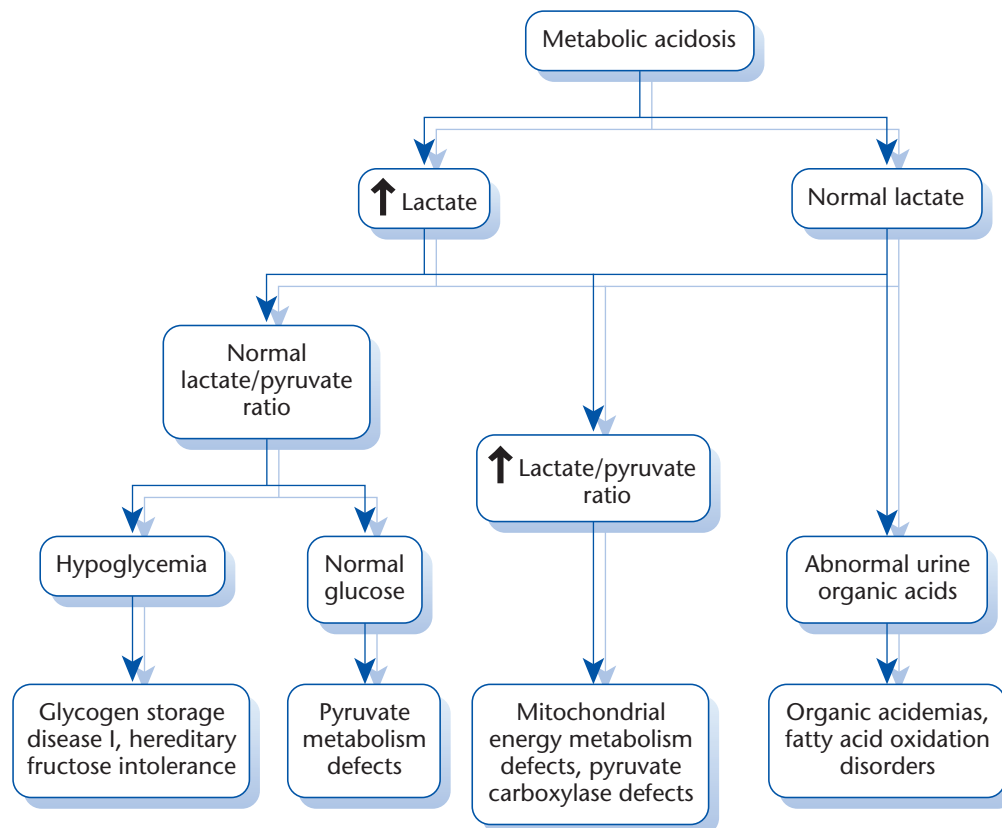 Metabolic acidosis
↑ Lactate
Normal lactate
Normal
lactate/pyruvate
ratio
↑ Lactate/pyruvate
ratio
Hypoglycemia
Normal
glucose
Abnormal urine
organic acids
Glycogen storage
disease I, hereditary
fructose intolerance
Pyruvate
metabolism
defects
Mitochondrial
energy metabolism
defects, pyruvate
carboxylase defects
Organic acidemias,
fatty acid oxidation
disorders